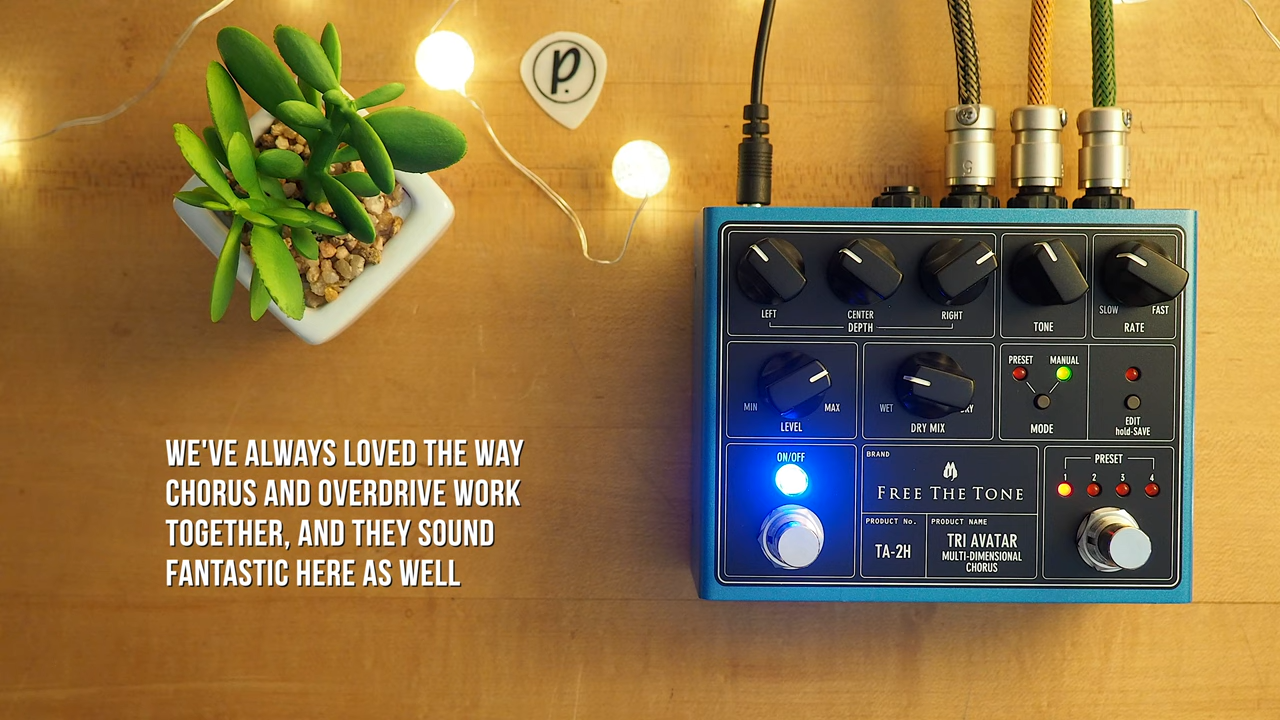 p.
WE'VE ALWAYS LOVED THE WAY
CHORUS AND OVERDRIVE WORK
TOGETHER, AND THEY SOUND
FANTASTIC HERE AS WELL
LEFT CENTER RIGHT
DEPTH
TONE
SLOW FAST
RATE
MIN MAX
LEVEL
WET
DRY MIX
PRESET MANUAL
MODE
EDIT
hold-SAVE
ON/OFF
BRAND
FREE THE TONE
PRODUCT No.
TA-2H
PRODUCT NAME
TRI AVATAR
MULTI-DIMENSIONAL
CHORUS
PRESET
1 2 3 4